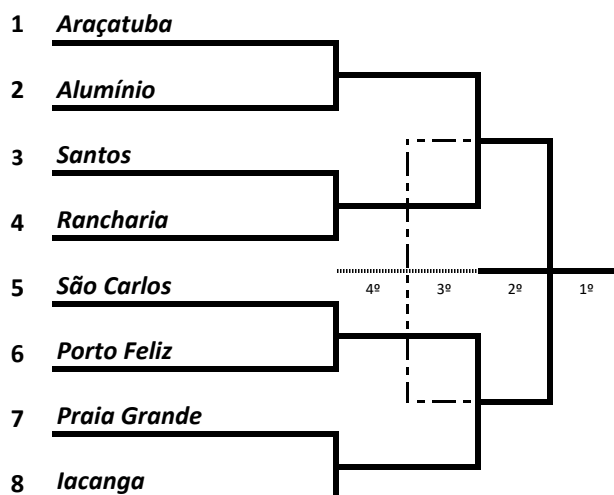 1 Araçatuba
2 Alumínio
3 Santos
4 Rancharia
4º 3º 2º 1º
5 São Carlos
6 Porto Feliz
7 Praia Grande
8 Iacanga